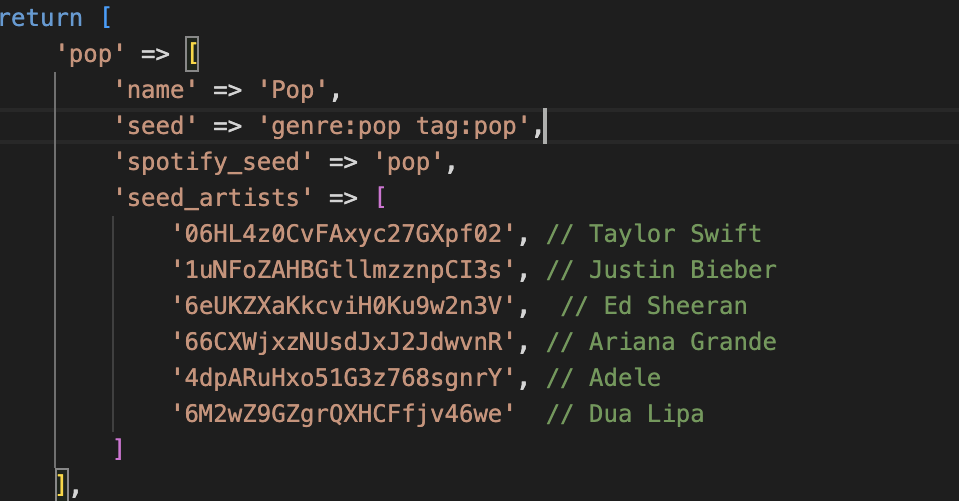 return [
'pop' => [
'name' => 'Pop',
'seed' => 'genre:pop tag:pop',
'spotify_seed' => 'pop',
'seed_artists' => [
'06HL4z0CvFAxyc27GXpf02', // Taylor Swift
'1uNFoZAHBGtllmzznpCI3s', // Justin Bieber
'6eUKZXaKkcviH0Ku9w2n3V', // Ed Sheeran
'66CXWjxzNUsdJxJ2JdwvnR', // Ariana Grande
'4dpARuHxo51G3z768sgnrY', // Adele
'6M2wZ9GZgrQXHCFfjv46we' // Dua Lipa
]
],